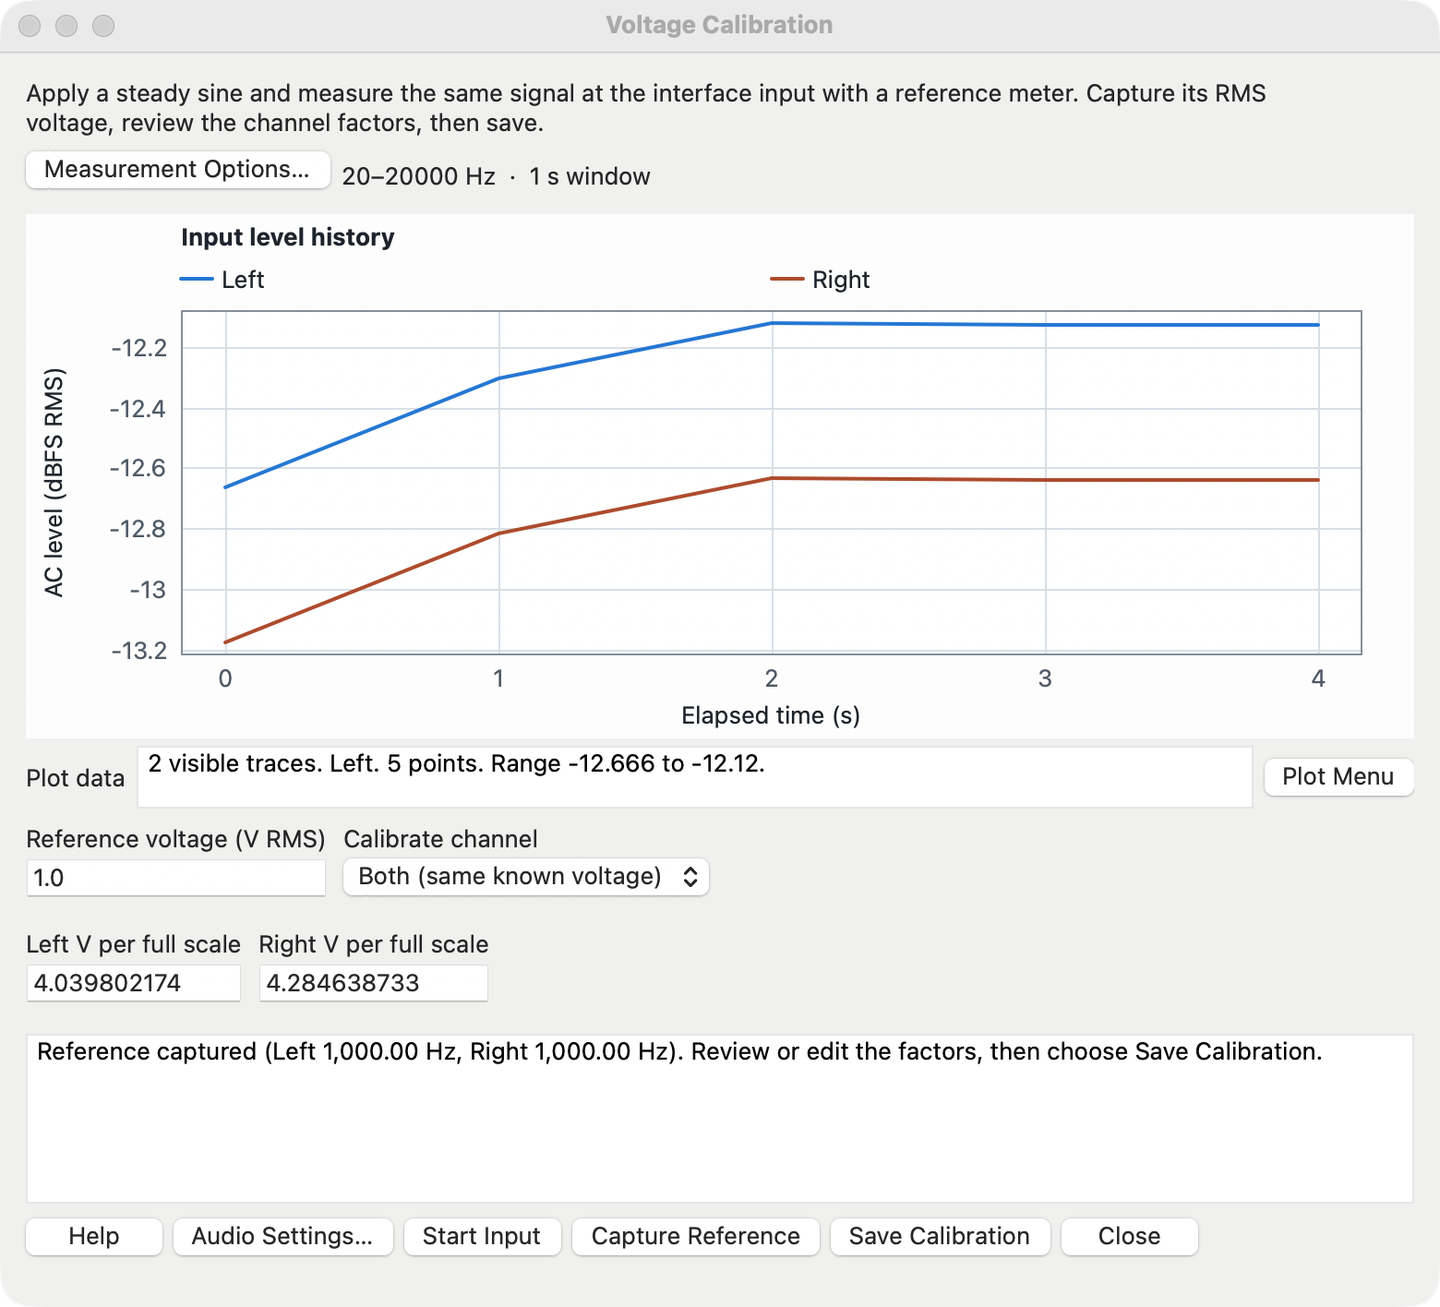 Voltage Calibration
Apply a steady sine and measure the same signal at the interface input with a reference meter. Capture its RMS
voltage, review the channel factors, then save.
Measurement Options... 20–20000 Hz · 1 s window
Input level history
Left Right
AC level (dBFS RMS)
-12.2
-12.4
-12.6
-12.8
-13
-13.2
0 1 2 3 4
Elapsed time (s)
Plot data 2 visible traces. Left. 5 points. Range -12.666 to -12.12. Plot Menu
Reference voltage (V RMS) Calibrate channel
1.0 Both (same known voltage)
Left V per full scale Right V per full scale
4.039802174 4.284638733
Reference captured (Left 1,000.00 Hz, Right 1,000.00 Hz). Review or edit the factors, then choose Save Calibration.
Help Audio Settings... Start Input Capture Reference Save Calibration Close